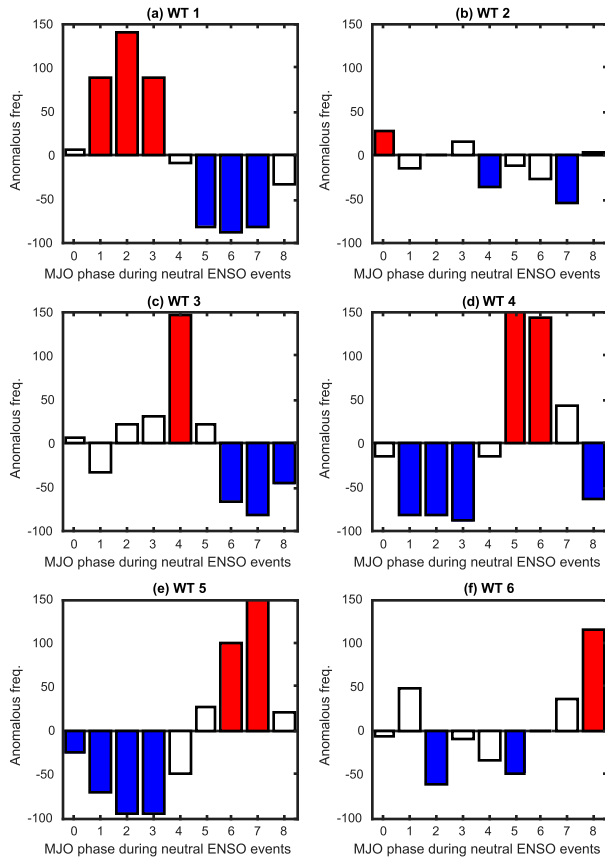 (a) WT 1
(b) WT 2
Anomalous freq.
150
100
50
0
-50
-100
0 1 2 3 4 5 6 7 8
MJO phase during neutral ENSO events
Anomalous freq.
150
100
50
0
-50
-100
0 1 2 3 4 5 6 7 8
MJO phase during neutral ENSO events
(c) WT 3
(d) WT 4
Anomalous freq.
150
100
50
0
-50
-100
0 1 2 3 4 5 6 7 8
MJO phase during neutral ENSO events
Anomalous freq.
150
100
50
0
-50
-100
0 1 2 3 4 5 6 7 8
MJO phase during neutral ENSO events
(e) WT 5
(f) WT 6
Anomalous freq.
150
100
50
0
-50
-100
0 1 2 3 4 5 6 7 8
MJO phase during neutral ENSO events
Anomalous freq.
150
100
50
0
-50
-100
0 1 2 3 4 5 6 7 8
MJO phase during neutral ENSO events